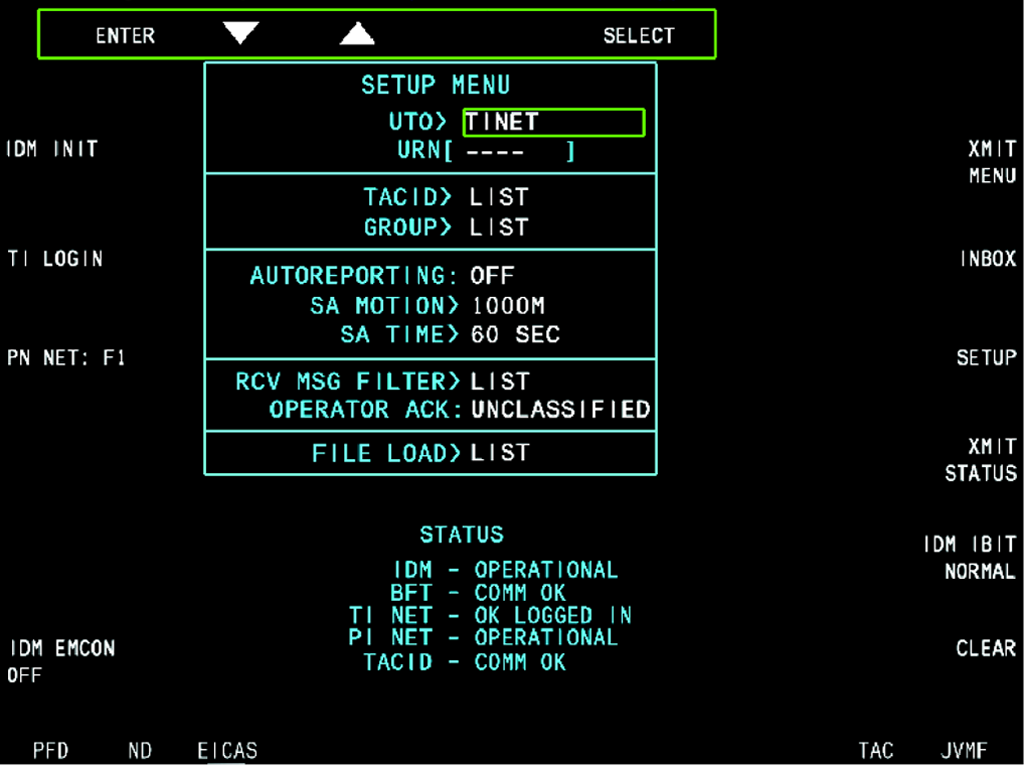 ENTER SELECT
SETUP MENU
UTO> TINET
URN[ ---- ]
IDM INIT
XMIT
MENU
TACID> LIST
GROUP> LIST
TI LOGIN
INBOX
AUTOREPORTING: OFF
SA MOTION> 1000M
SA TIME> 60 SEC
PN NET: F1
SETUP
RCV MSG FILTER> LIST
OPERATOR ACK: UNCLASSIFIED
FILE LOAD> LIST
XMIT
STATUS
STATUS
IDM - OPERATIONAL
BFT - COMM OK
TI NET - OK LOGGED IN
PI NET - OPERATIONAL
TACID - COMM OK
IDM IBIT
NORMAL
IDM EMCON
OFF
CLEAR
PFD ND EICAS TAC JVMF